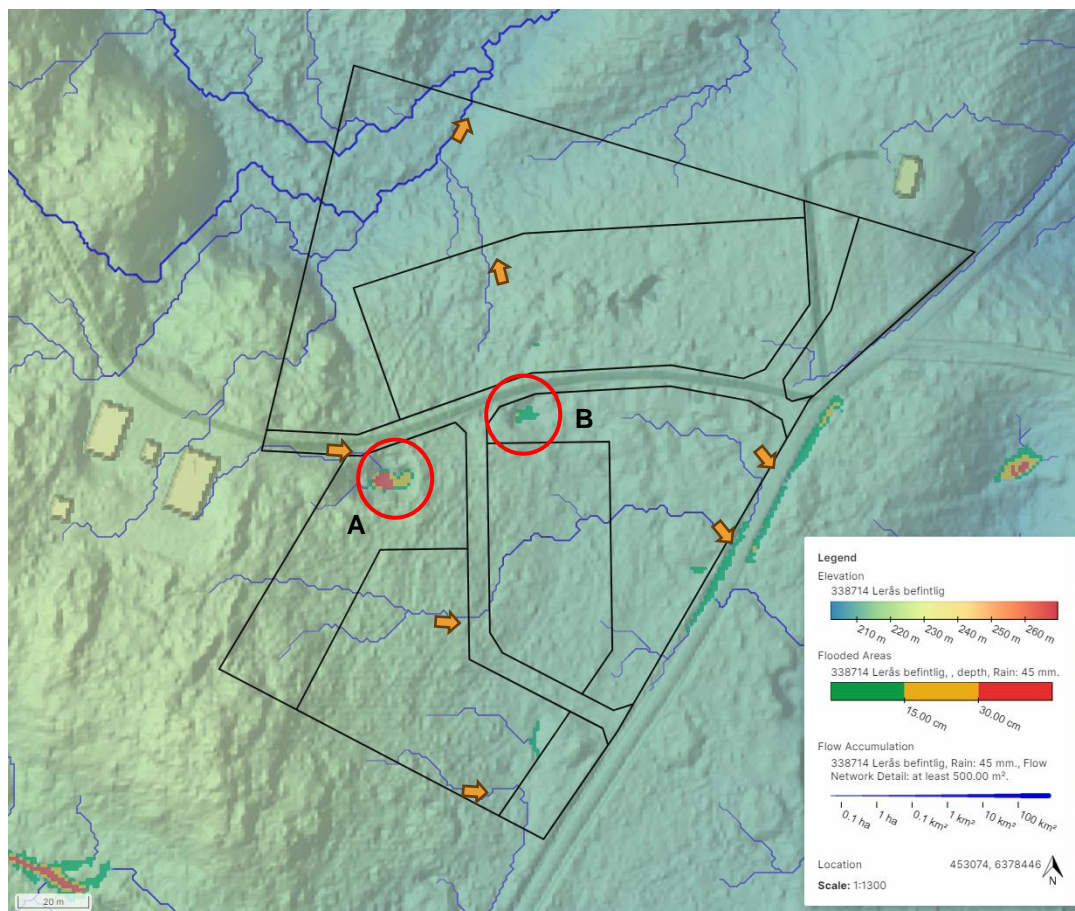 B
A
Legend
Elevation
338714 Lerås befintlig
210 m
220 m
230 m
240 m
250 m
260 m
Flooded Areas
338714 Lerås befintlig, , depth, Rain: 45 mm.
15.00 cm
30.00 cm
Flow Accumulation
338714 Lerås befintlig, Rain: 45 mm., Flow
Network Detail: at least 500.00 m².
0.1 ha
1 ha
0.1 km²
1 km²
10 km²
100 km²
Location 453074, 6378446
Scale: 1:1300
N
20 m